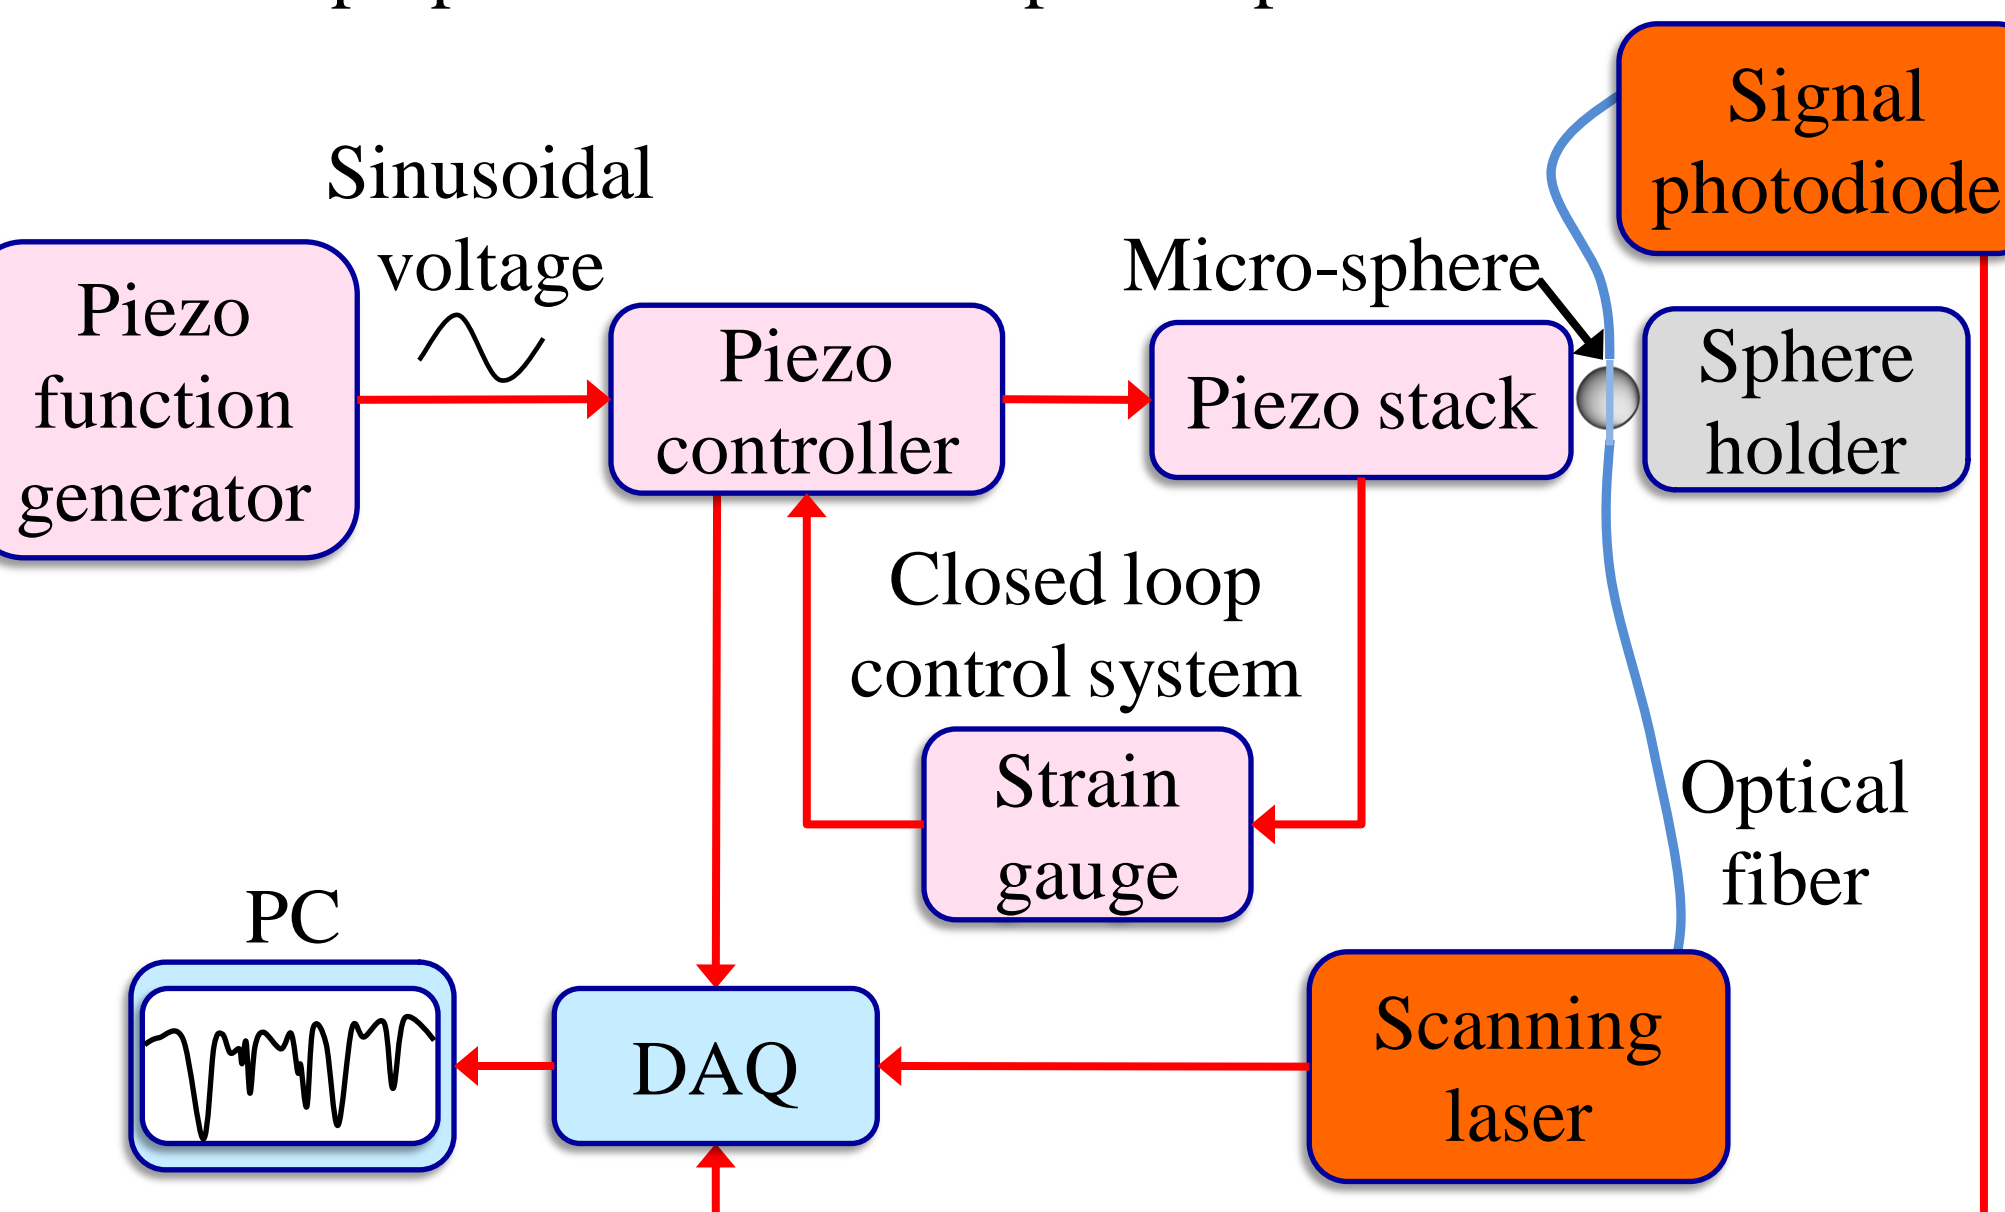 Signal
photodiode
Sinusoidal
voltage
Micro-sphere
Piezo
function
generator
Piezo
controller
Piezo stack
Sphere
holder
Closed loop
control system
Strain
gauge
Optical
fiber
PC
DAQ
Scanning
laser